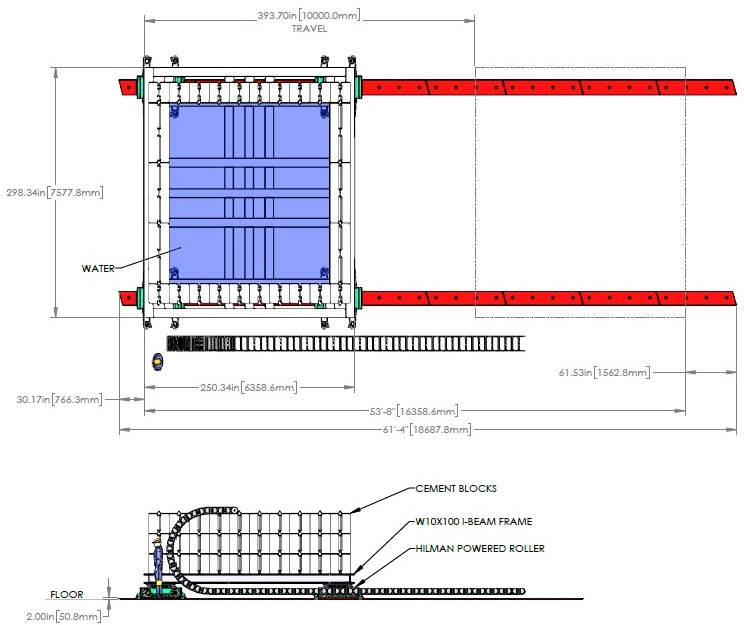 393.70in[10000.0mm]
TRAVEL
298.34in[7577.8mm]
WATER
61.53in[1562.8mm]
250.34in[6358.6mm]
30.17in[766.3mm]
53'-8"[16358.6mm]
61'-4"[18687.8mm]
CEMENT BLOCKS
W10X100 I-BEAM FRAME
HILMAN POWERED ROLLER
FLOOR
2.00in[50.8mm]